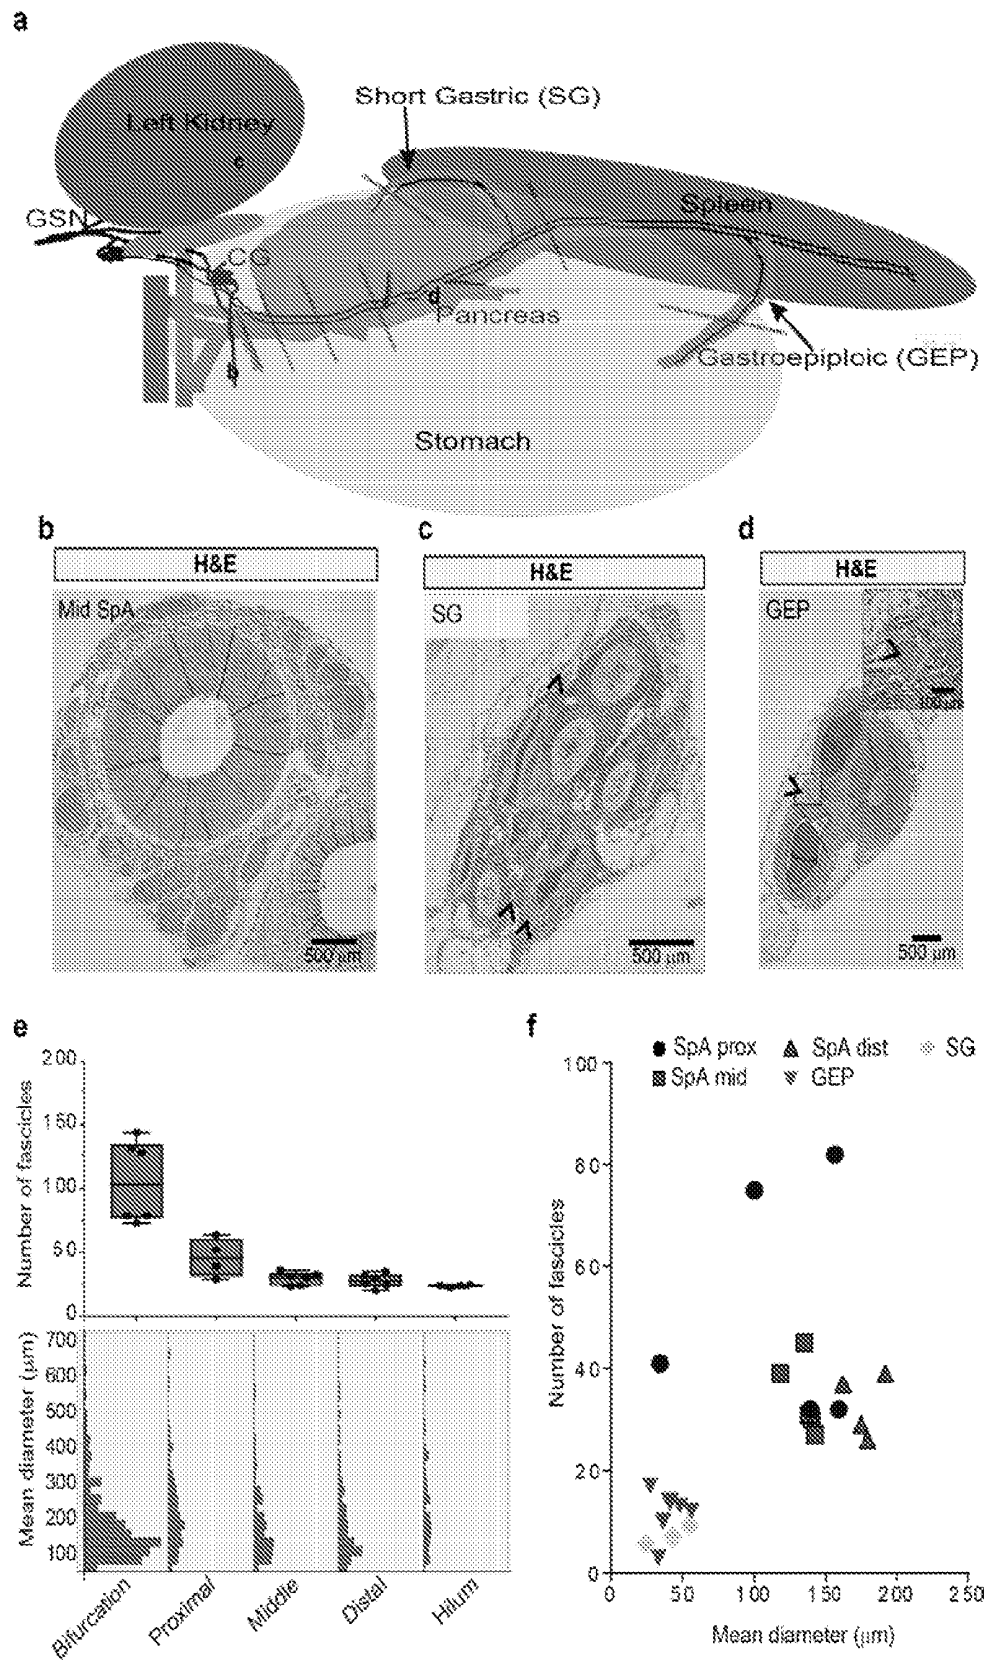 a
Short Gastric (SG)
Left Kidney
c
Spleen
GSN
CG
d
Pancreas
Gastroepiploic (GEP)
b
Stomach
b
c
d
H&E
H&E
H&E
Mid SpA
SG
GEP
100 µm
500 µm
500 µm
500 µm
e
Number of fascicles
200
150
100
50
0
Mean diameter (µm)
700
600
500
400
300
200
100
Bifurcation
Proximal
Middle
Distal
Hilum
f
SpA prox
SpA dist
SG
SpA mid
GEP
Number of fascicles
100
80
60
40
20
0
0
50
100
150
200
250
Mean diameter (µm)